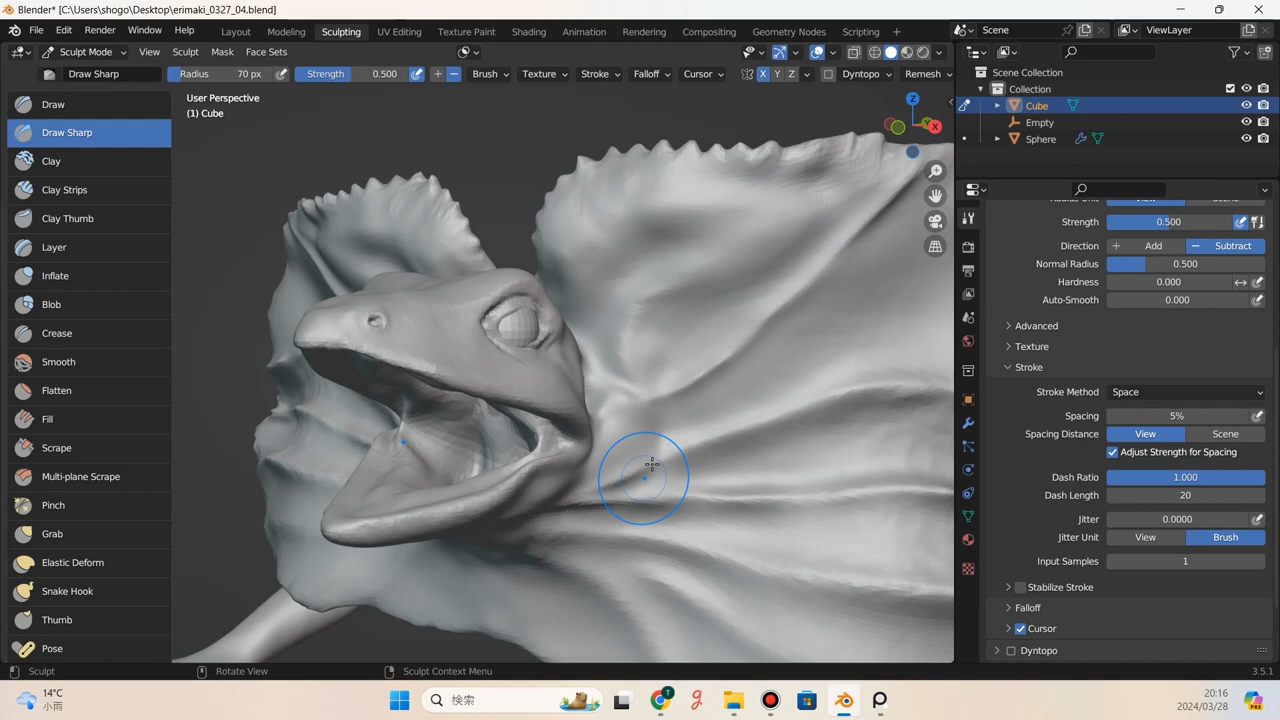 Blender* [C:\Users\shogo\Desktop\erimaki_0327_04.blend]
File Edit Render Window Help Layout Modeling Sculpting UV Editing Texture Paint Shading Animation Rendering Compositing Geometry Nodes Scripting + Scene ViewLayer
Sculpt Mode View Sculpt Mask Face Sets
Draw Sharp Radius 70 px Strength 0.500 Brush Texture Stroke Falloff Cursor X Y Z Dyntopo Remesh
User Perspective
(1) Cube
Z
X
Draw
Draw Sharp
Clay
Clay Strips
Clay Thumb
Layer
Inflate
Blob
Crease
Smooth
Flatten
Fill
Scrape
Multi-plane Scrape
Pinch
Grab
Elastic Deform
Snake Hook
Thumb
Pose
Scene Collection
Collection
Cube
Empty
Sphere
Strength 0.500
Direction + Add − Subtract
Normal Radius 0.500
Hardness 0.000
Auto-Smooth 0.000
Advanced
Texture
Stroke
Stroke Method Space
Spacing 5%
Spacing Distance View Scene
Adjust Strength for Spacing
Dash Ratio 1.000
Dash Length 20
Jitter 0.0000
Jitter Unit View Brush
Input Samples 1
Stabilize Stroke
Falloff
Cursor
Dyntopo
Sculpt Rotate View Sculpt Context Menu 3.5.1
14°C
小雨
検索
T
g
20:16
2024/03/28
PRE